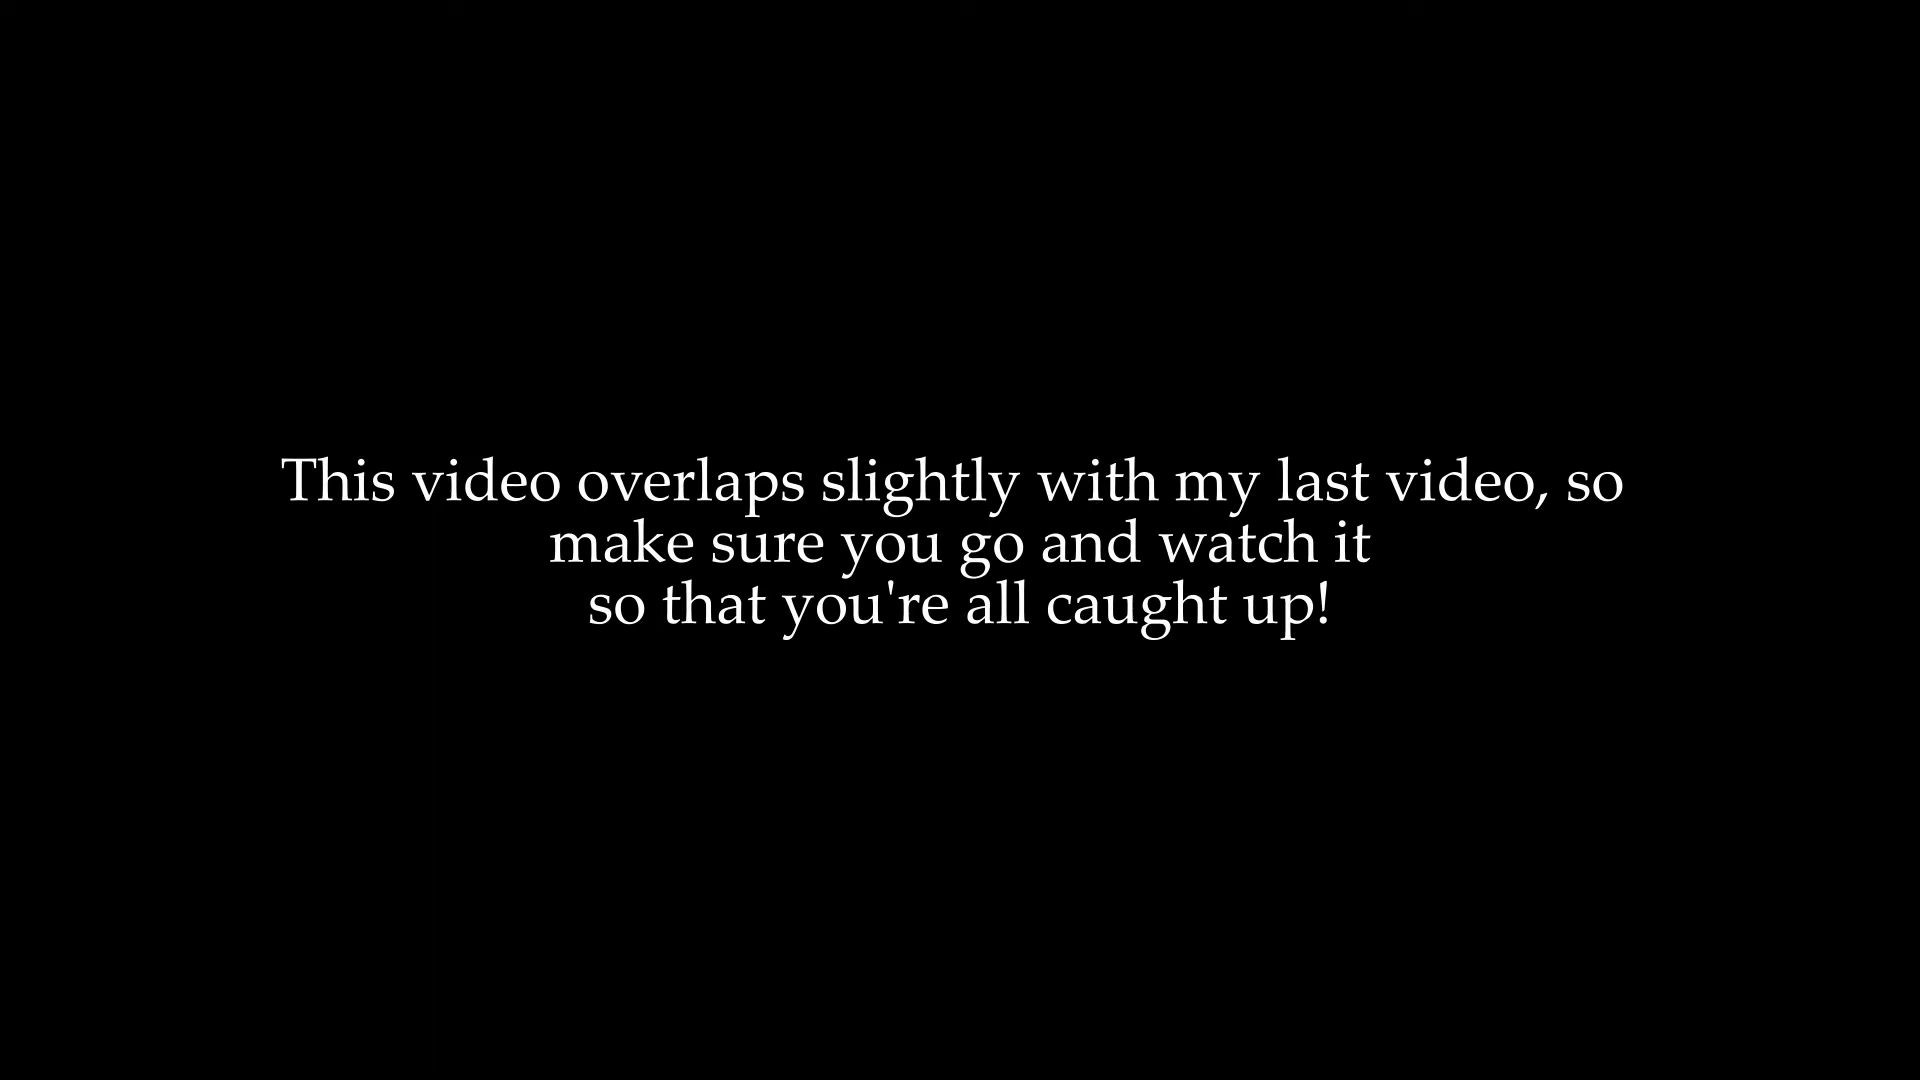 This video overlaps slightly with my last video, so
make sure you go and watch it
so that you're all caught up!